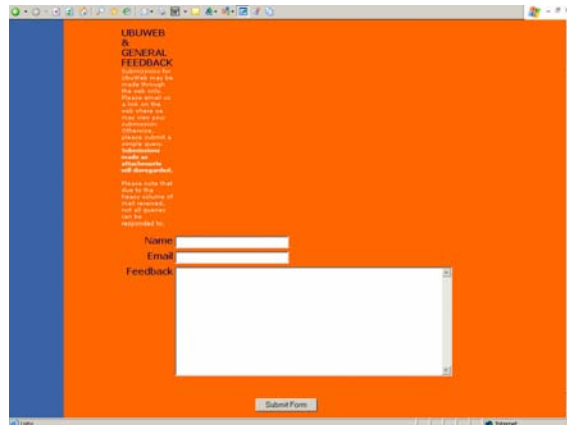 UBUWEB
&
GENERAL
FEEDBACK
Submissions for
UbuWeb may be
made through
the web only.
Please email us
a link on the
web where we
may view your
submission.
Otherwise,
please submit a
simple query.
Submissions
made as
attachments
will disregarded.
Please note that
due to the
heavy volume of
mail received,
not all queries
can be
responded to.
Name
Email
Feedback
Submit Form
Internet